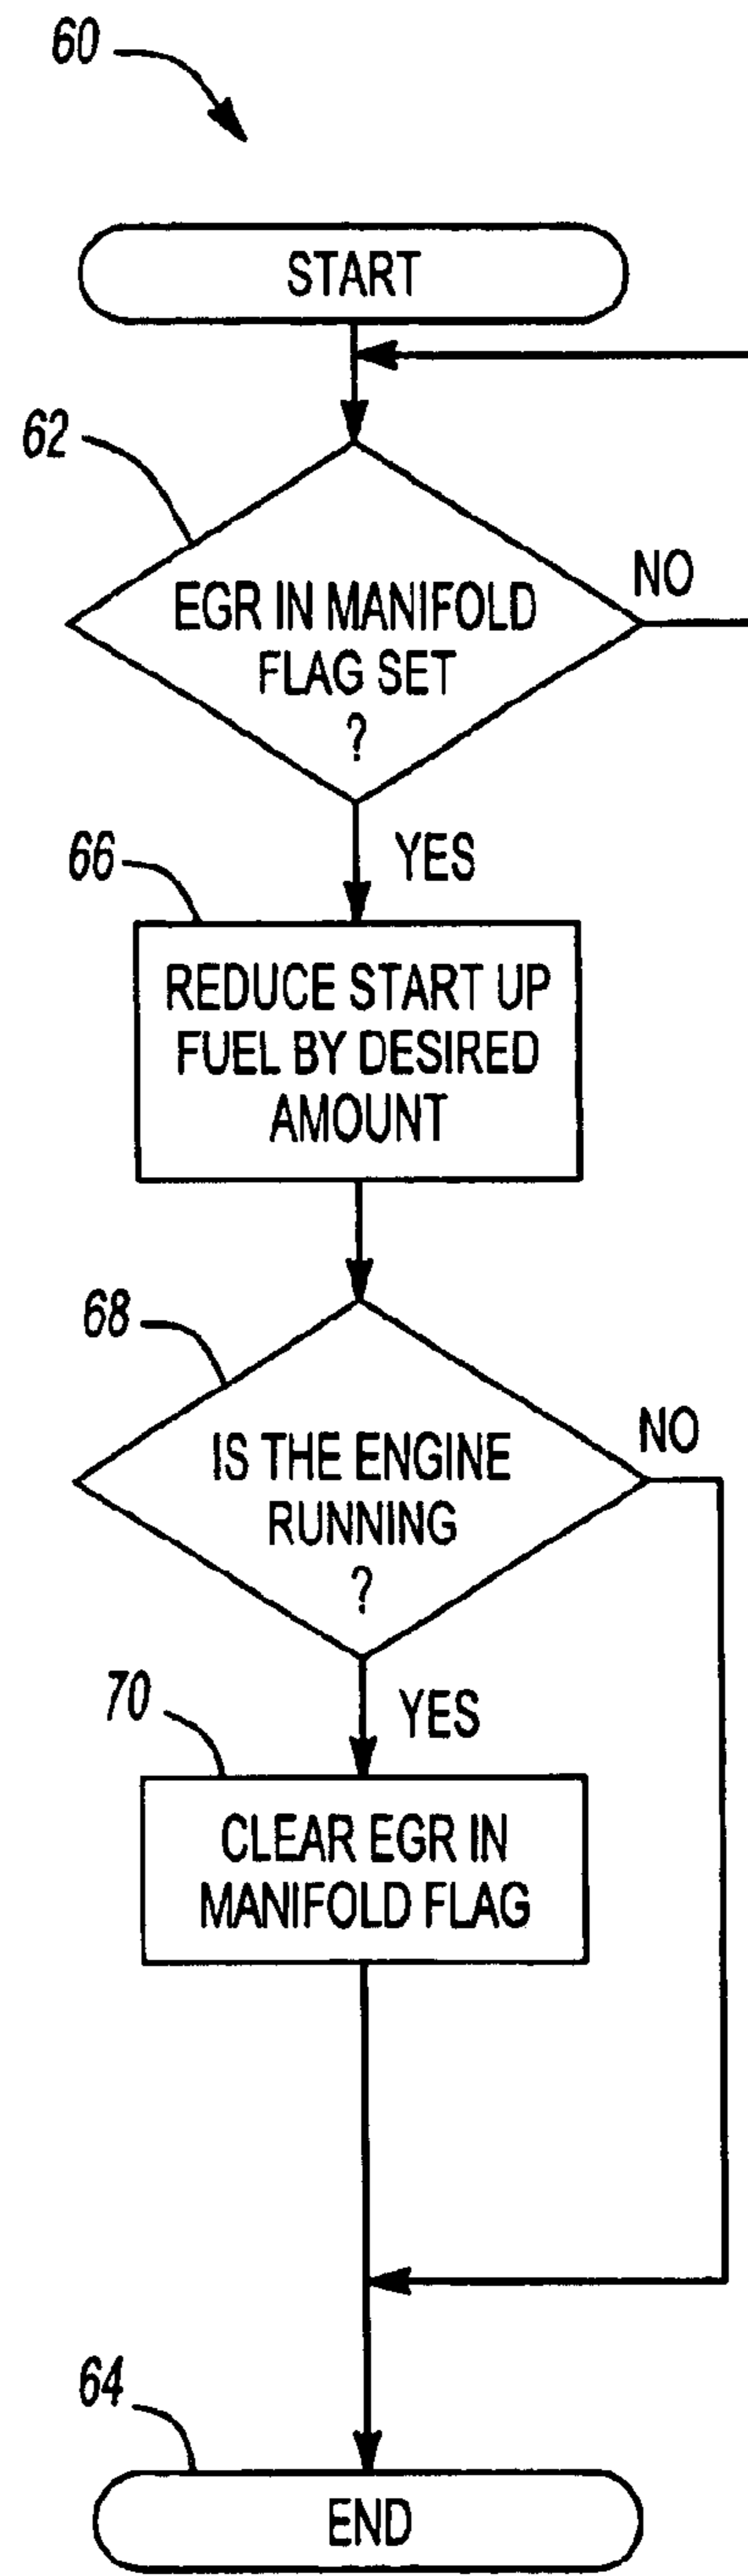 60
START
62
EGR IN MANIFOLD
FLAG SET
?
NO
YES
66
REDUCE START UP
FUEL BY DESIRED
AMOUNT
68
IS THE ENGINE
RUNNING
?
NO
YES
70
CLEAR EGR IN
MANIFOLD FLAG
64
END